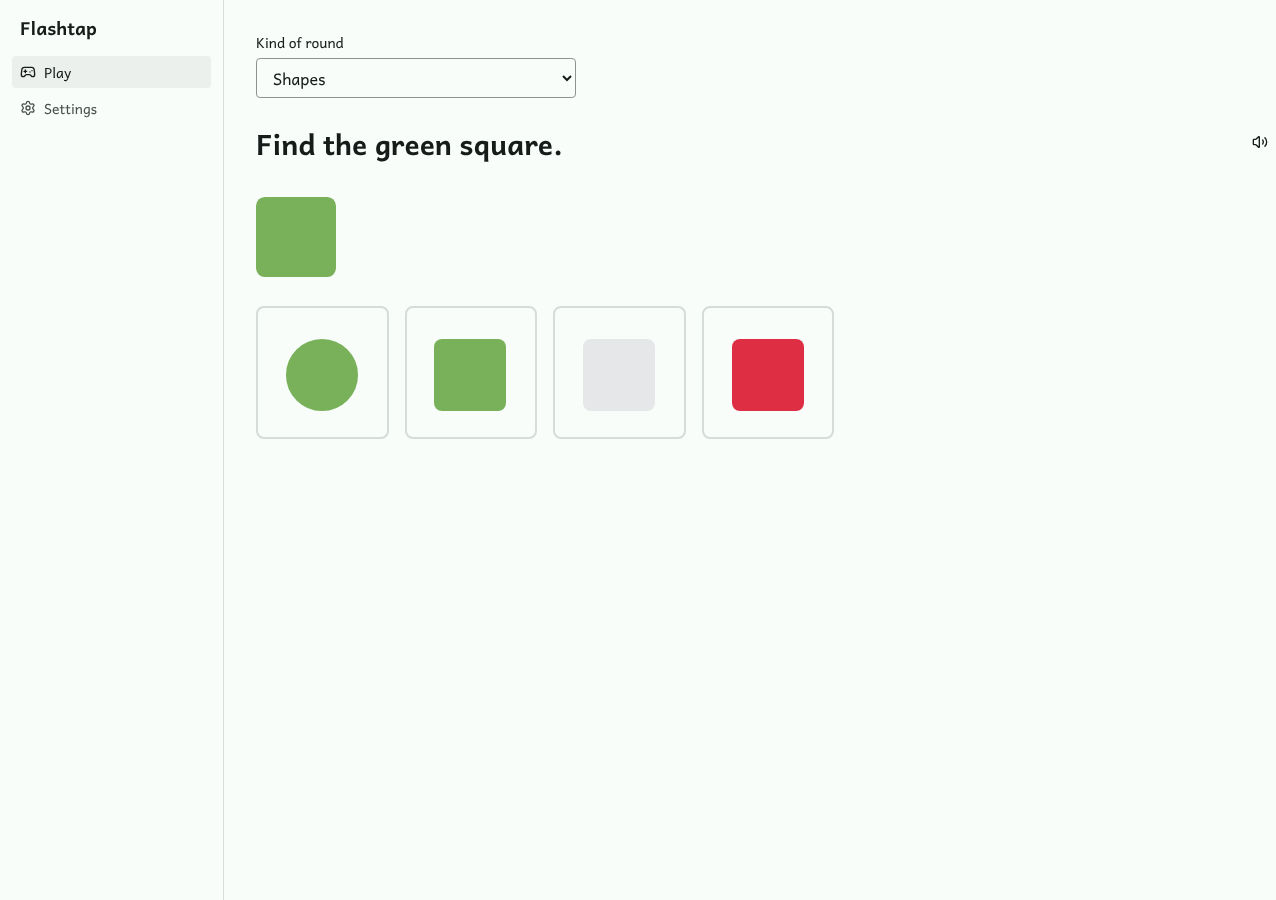 Flashtap
Play
Settings
Kind of round
Shapes
Find the green square.